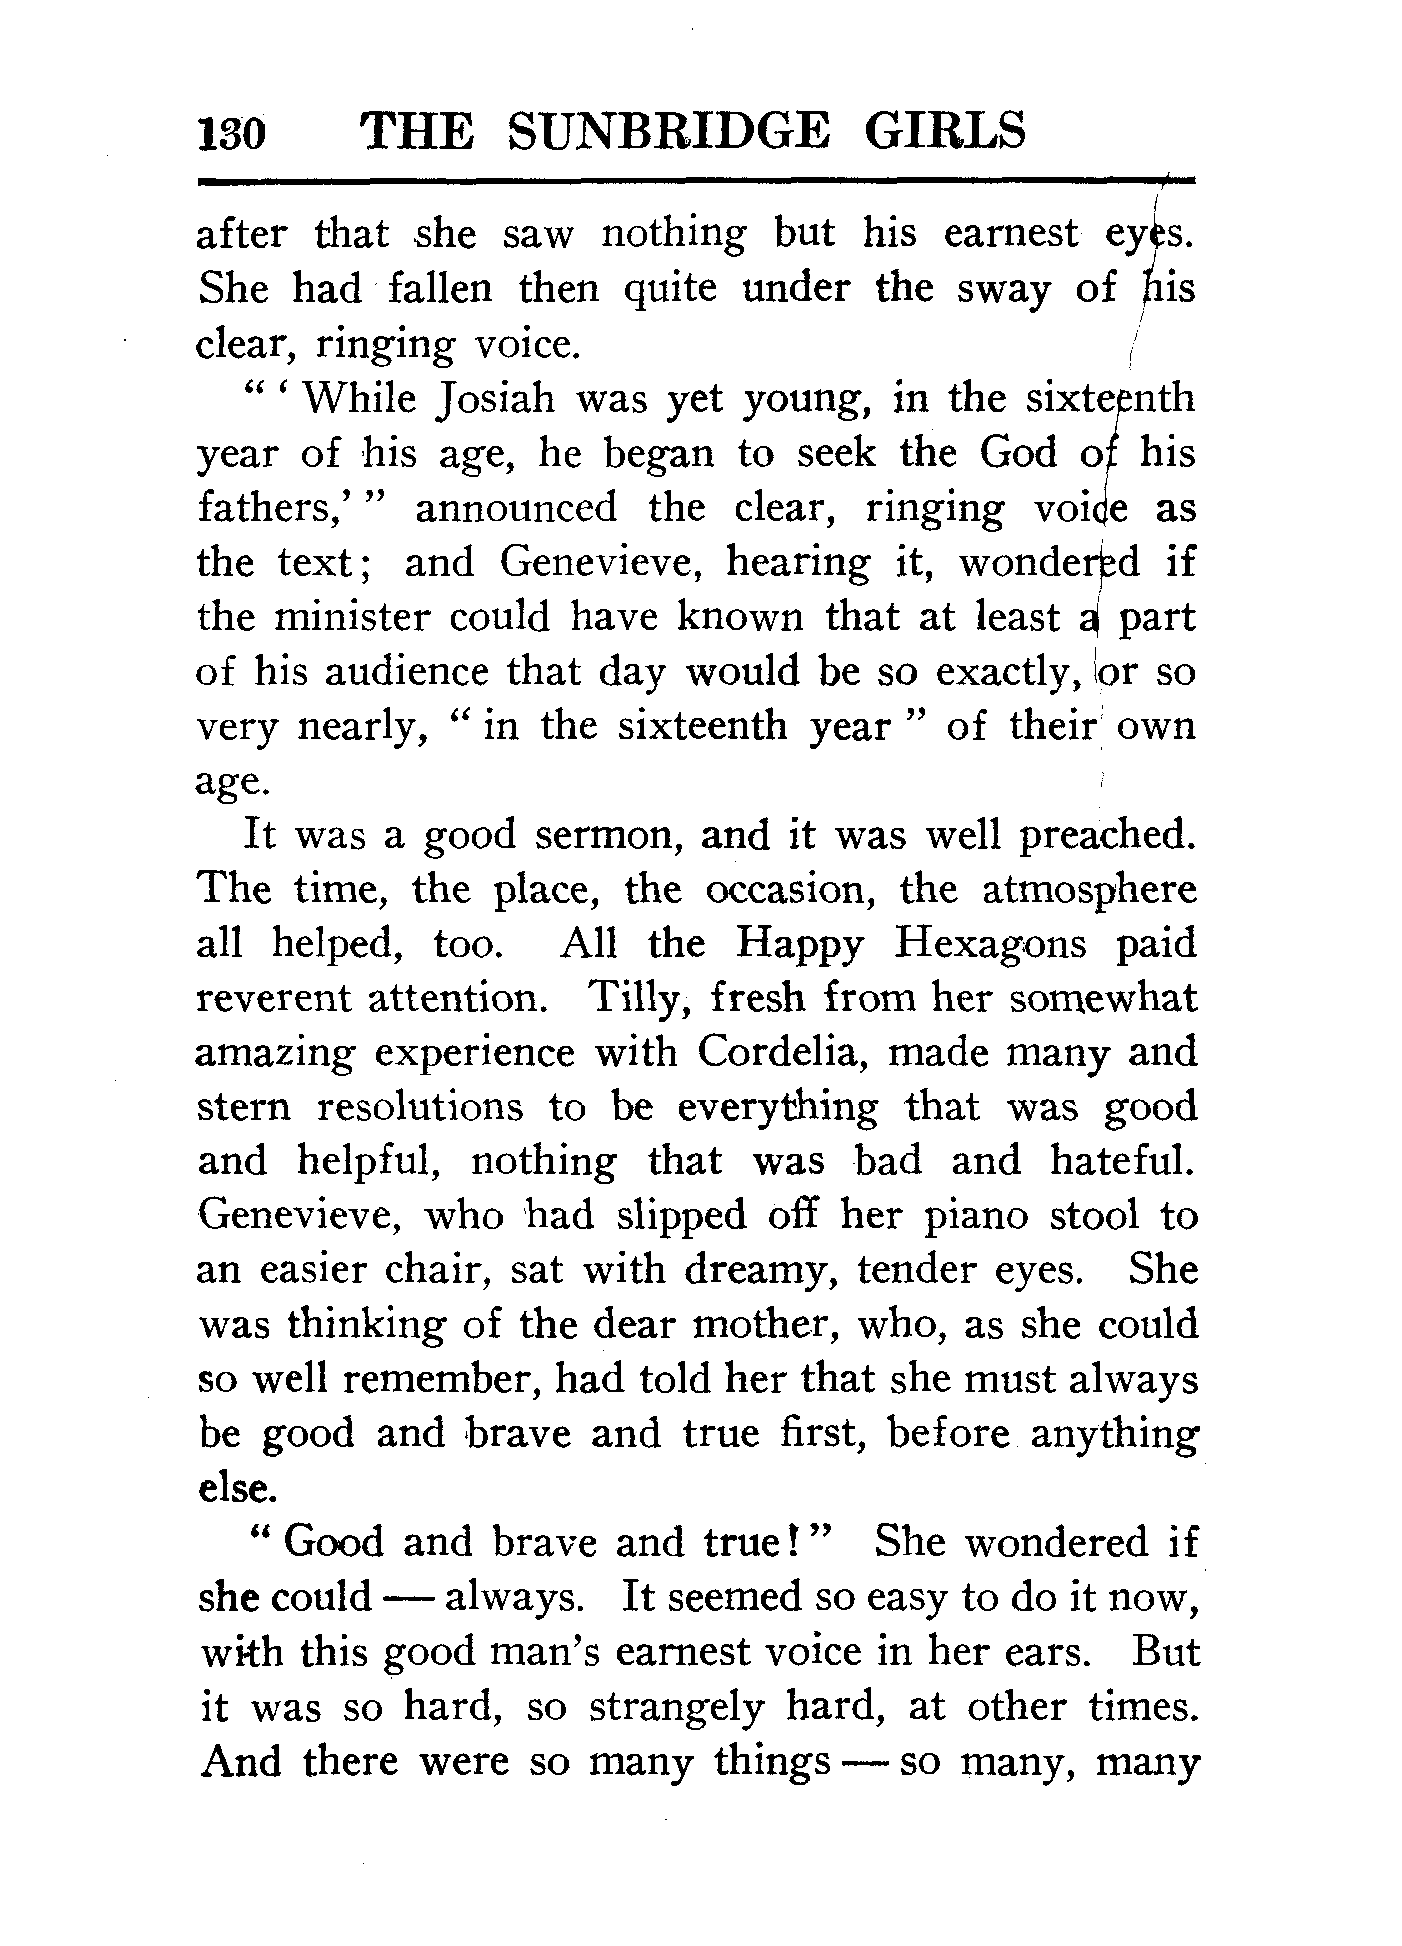 130 THE SUNBRIDGE GIRLS
after that she saw nothing but his earnest eyes.
She had fallen then quite under the sway of his
clear, ringing voice.
" ' While Josiah was yet young, in the sixteenth
year of his age, he began to seek the God of his
fathers,' " announced the clear, ringing voice as
the text; and Genevieve, hearing it, wondered if
the minister could have known that at least a part
of his audience that day would be so exactly, or so
very nearly, " in the sixteenth year " of their own
age.
It was a good sermon, and it was well preached.
The time, the place, the occasion, the atmosphere
all helped, too. All the Happy Hexagons paid
reverent attention. Tilly, fresh from her somewhat
amazing experience with Cordelia, made many and
stern resolutions to be everything that was good
and helpful, nothing that was bad and hateful.
Genevieve, who had slipped off her piano stool to
an easier chair, sat with dreamy, tender eyes. She
was thinking of the dear mother, who, as she could
so well remember, had told her that she must always
be good and brave and true first, before anything
else.
" Good and brave and true! " She wondered if
she could — always. It seemed so easy to do it now,
with this good man's earnest voice in her ears. But
it was so hard, so strangely hard, at other times.
And there were so many things — so many, many